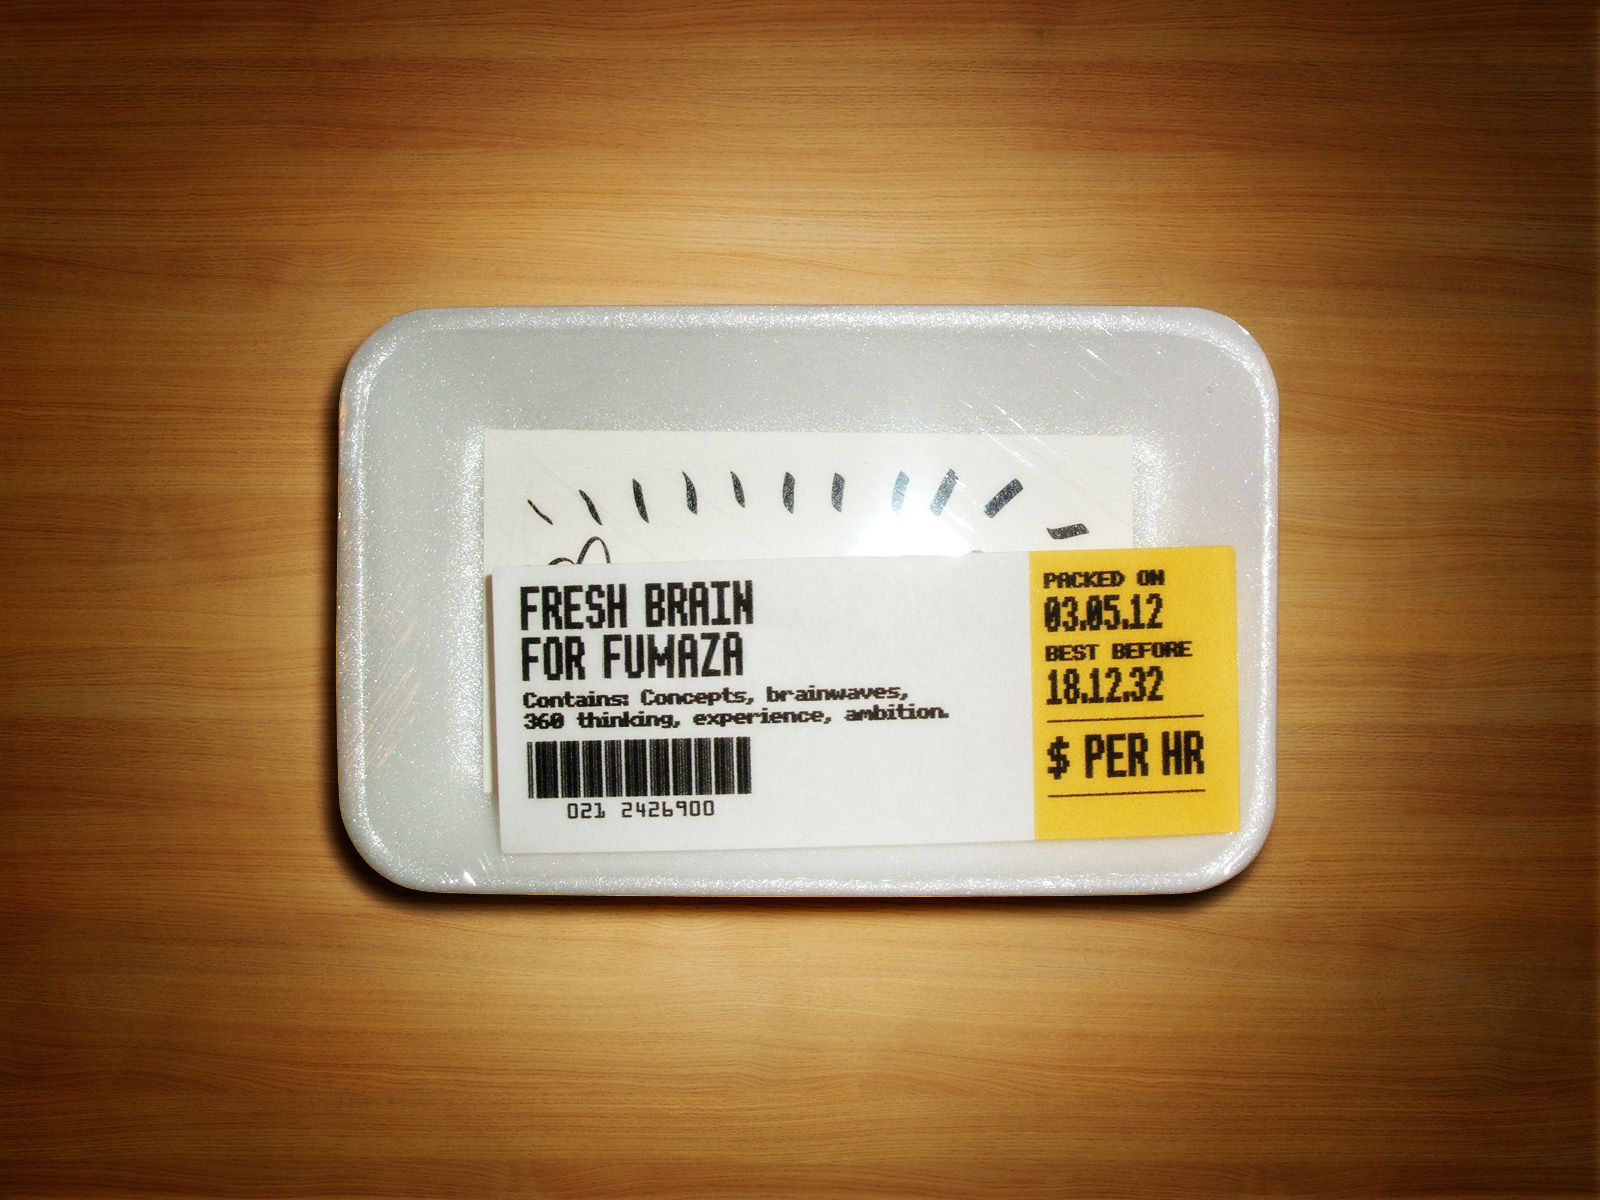 FRESH BRAIN
FOR FUMAZA
Contains: Concepts, brainwaves,
360 thinking, experience, ambition.
021 2426900
PACKED ON
03.05.12
BEST BEFORE
18.12.32
$ PER HR